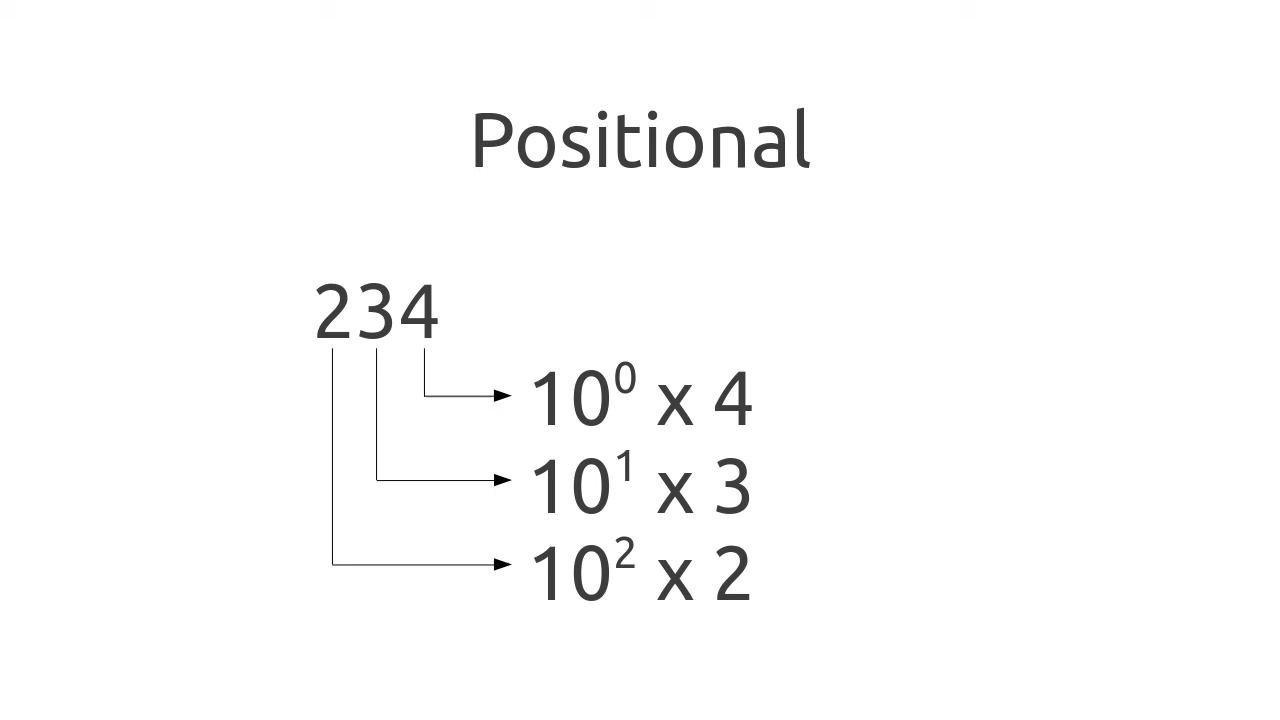 Positional
234
10⁰ x 4
10¹ x 3
10² x 2